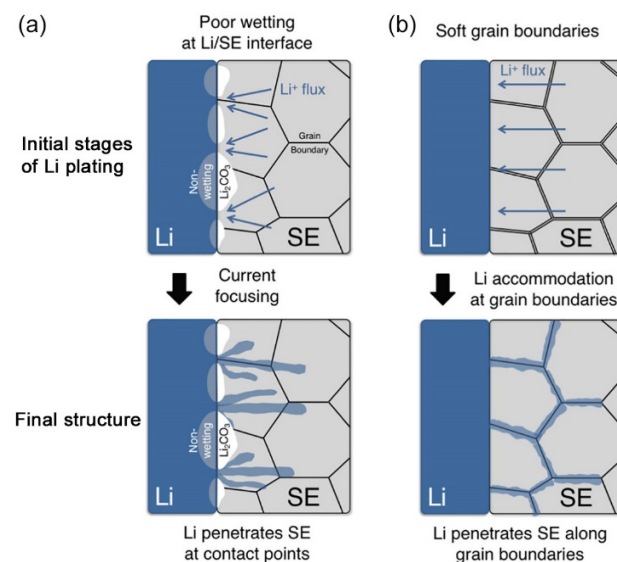 (a)
Poor wetting
at Li/SE interface
(b)
Soft grain boundaries
Initial stages
of Li plating
Li⁺ flux
Grain
Boundary
Non-
wetting
Li₂CO₃
Li
SE
Li⁺ flux
Li
SE
Current
focusing
Li accommodation
at grain boundaries
Final structure
Non-
wetting
Li₂CO₃
Li
SE
Li
SE
Li penetrates SE
at contact points
Li penetrates SE along
grain boundaries